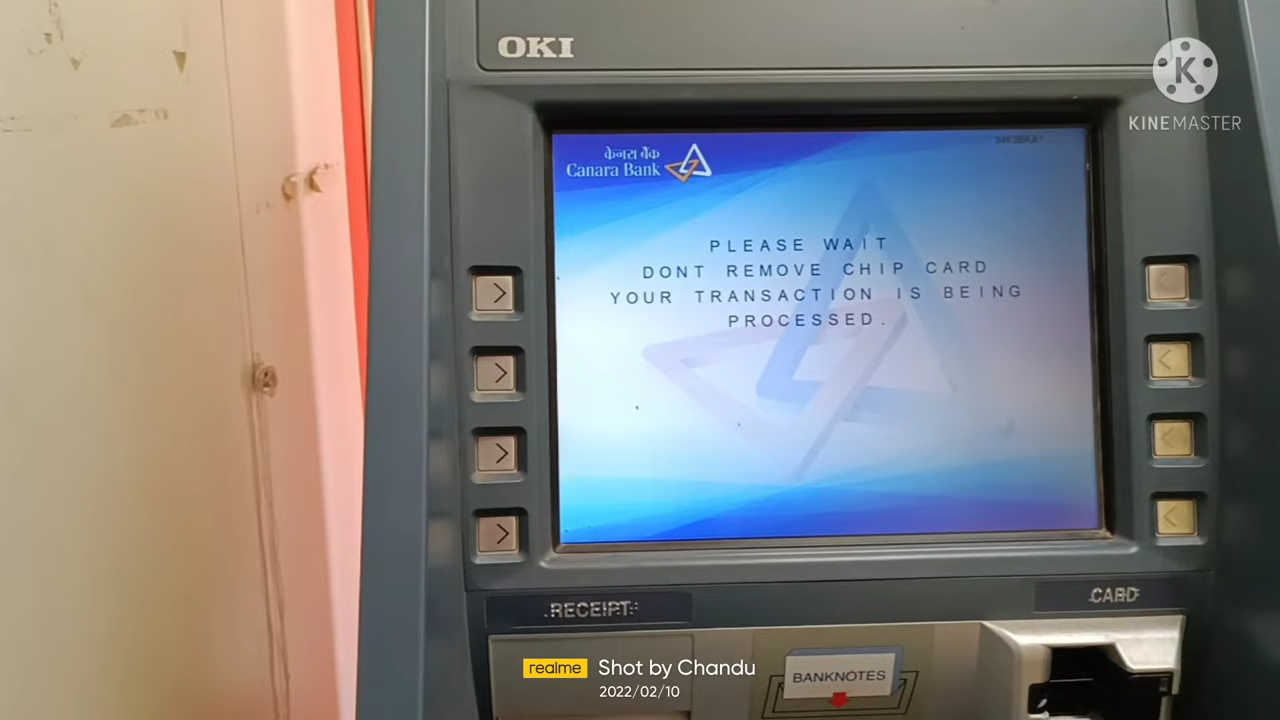 OKI
KINEMASTER
केनरा बैंक
Canara Bank
PLEASE WAIT
DONT REMOVE CHIP CARD
YOUR TRANSACTION IS BEING
PROCESSED.
RECEIPT
CARD
realme Shot by Chandu
2022/02/10
BANKNOTES